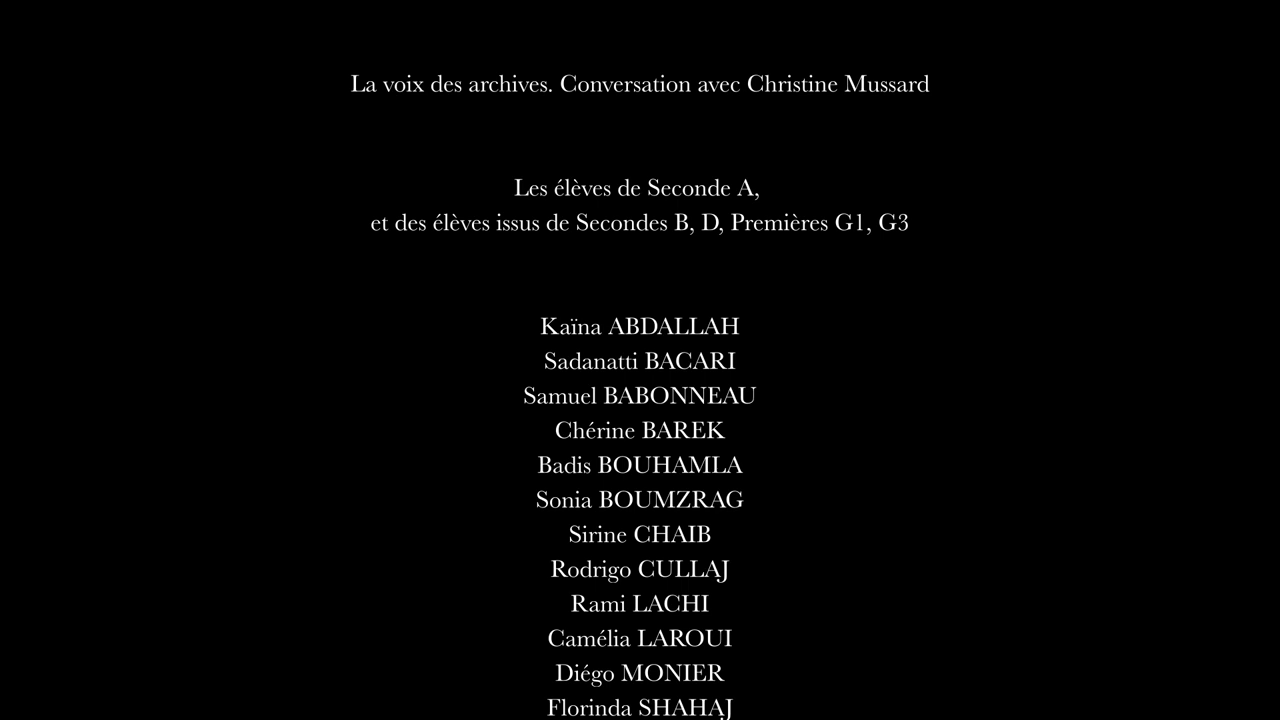 La voix des archives. Conversation avec Christine Mussard
Les élèves de Seconde A,
et des élèves issus de Secondes B, D, Premières G1, G3
Kaïna ABDALLAH
Sadanatti BACARI
Samuel BABONNEAU
Chérine BAREK
Badis BOUHAMLA
Sonia BOUMZRAG
Sirine CHAIB
Rodrigo CULLAJ
Rami LACHI
Camélia LAROUI
Diégo MONIER
Florinda SHAHAJ